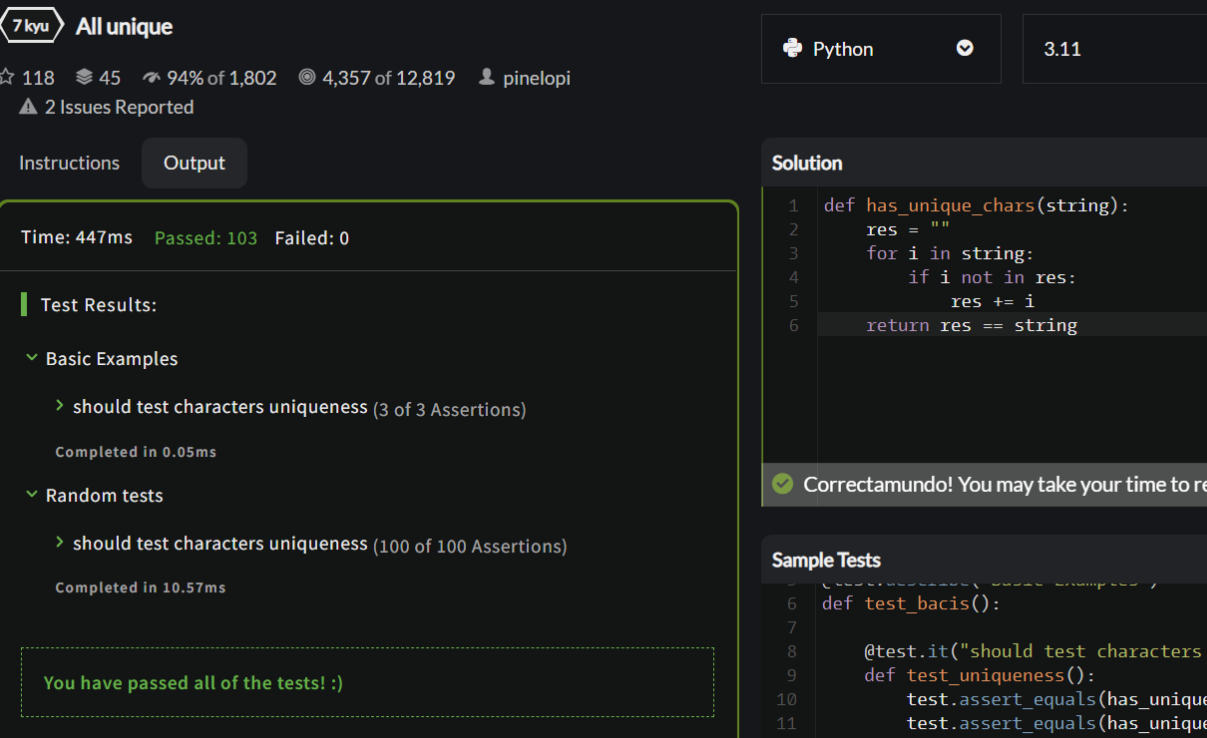 7 kyu All unique
118 45 94% of 1,802 4,357 of 12,819 pinelopi
2 Issues Reported
Instructions Output
Time: 447ms Passed: 103 Failed: 0
Test Results:
Basic Examples
should test characters uniqueness (3 of 3 Assertions)
Completed in 0.05ms
Random tests
should test characters uniqueness (100 of 100 Assertions)
Completed in 10.57ms
You have passed all of the tests! :)
Python 3.11
Solution
1 def has_unique_chars(string):
2 res = ""
3 for i in string:
4 if i not in res:
5 res += i
6 return res == string
Correctamundo! You may take your time to re
Sample Tests
6 def test_bacis():
7
8 @test.it("should test characters
9 def test_uniqueness():
10 test.assert_equals(has_unique
11 test.assert_equals(has_unique